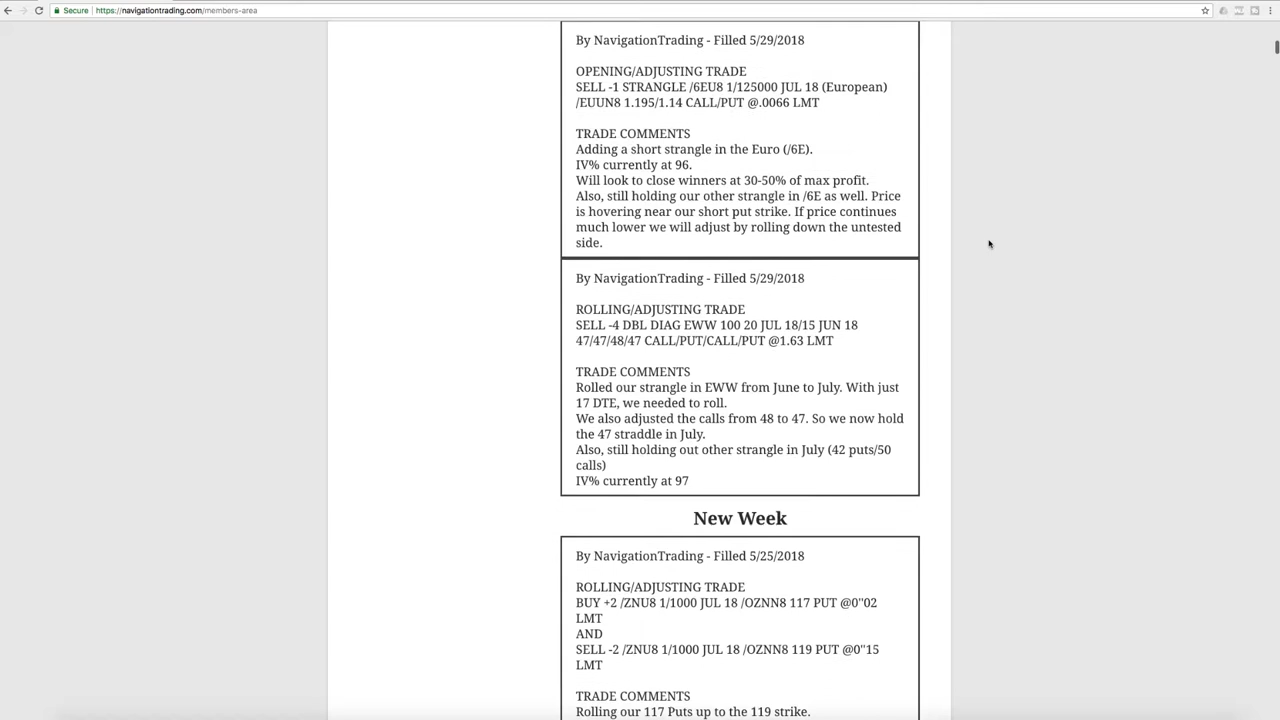 Secure
https://www.navigationtrading.com/members-area
By NavigationTrading - Filled 5/29/2018
OPENING/ADJUSTING TRADE
SELL -1 STRANGLE /6EU8 1/125000 JUL 18 (European)
/EUUN8 1.195/1.14 CALL/PUT @.0066 LMT
TRADE COMMENTS
Adding a short strangle in the Euro (/6E).
IV% currently at 96.
Will look to close winners at 30-50% of max profit.
Also, still holding our other strangle in /6E as well. Price
is hovering near our short put strike. If price continues
much lower we will adjust by rolling down the untested
side.
By NavigationTrading - Filled 5/29/2018
ROLLING/ADJUSTING TRADE
SELL -4 DBL DIAG EWW 100 20 JUL 18/15 JUN 18
47/47/48/47 CALL/PUT/CALL/PUT @1.63 LMT
TRADE COMMENTS
Rolled our strangle in EWW from June to July. With just
17 DTE, we needed to roll.
We also adjusted the calls from 48 to 47. So we now hold
the 47 straddle in July.
Also, still holding out other strangle in July (42 puts/50
calls)
IV% currently at 97
New Week
By NavigationTrading - Filled 5/25/2018
ROLLING/ADJUSTING TRADE
BUY +2 /ZNU8 1/1000 JUL 18 /OZNN8 117 PUT @0"02
LMT
AND
SELL -2 /ZNU8 1/1000 JUL 18 /OZNN8 119 PUT @0"15
LMT
TRADE COMMENTS
Rolling our 117 Puts up to the 119 strike.